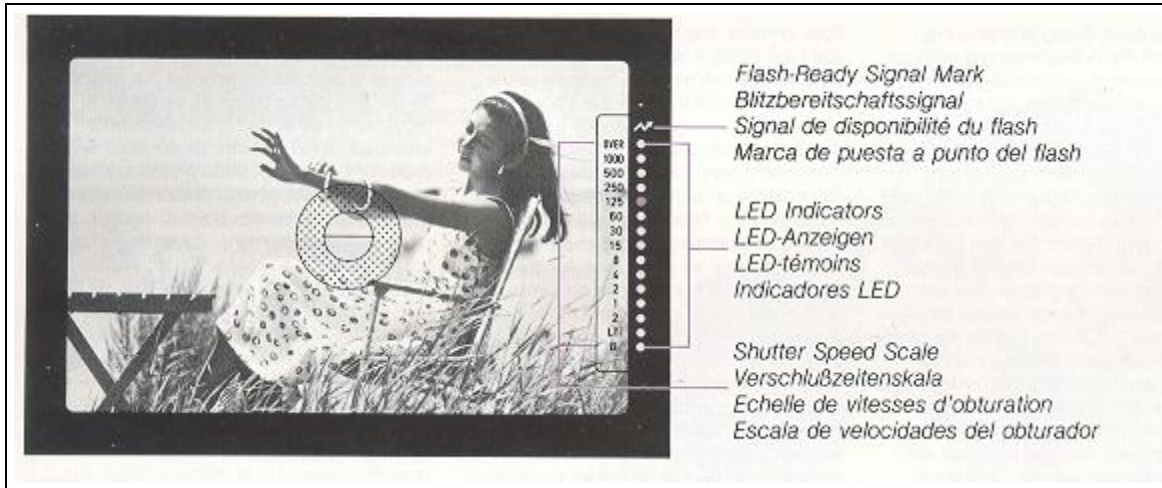 Flash-Ready Signal Mark
Blitzbereitschaftssignal
Signal de disponibilité du flash
Marca de puesta a punto del flash
OVER
1000
500
250
125
60
30
15
8
4
2
1
2
LT
B
LED Indicators
LED-Anzeigen
LED-témoins
Indicadores LED
Shutter Speed Scale
Verschlußzeitenskala
Echelle de vitesses d'obturation
Escala de velocidades del obturador